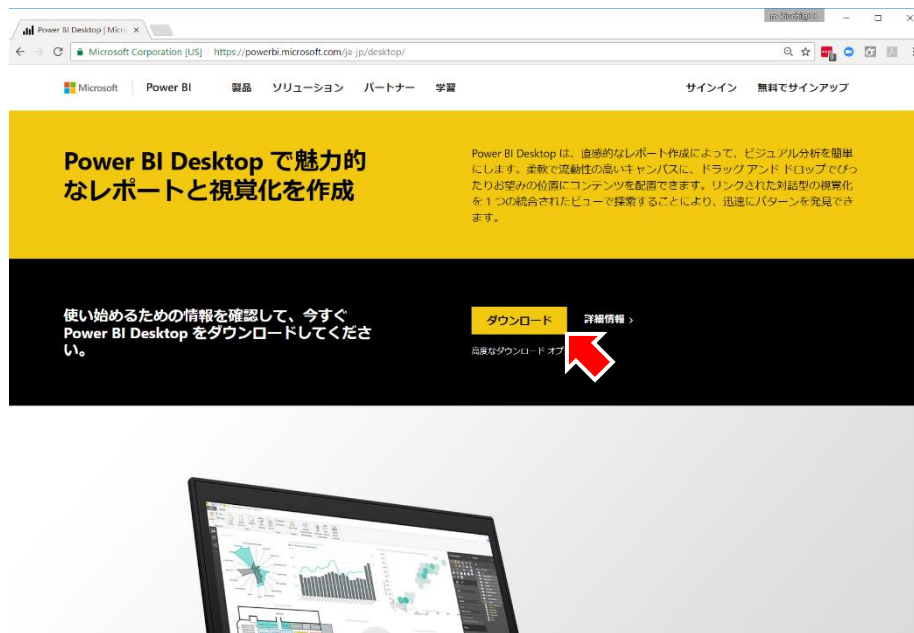 Power BI Desktop | Micr
Microsoft Corporation [US]
https://powerbi.microsoft.com/ja-jp/desktop/
Microsoft
Power BI
製品
ソリューション
パートナー
学習
サインイン
無料でサインアップ
Power BI Desktop で魅力的
なレポートと視覚化を作成
Power BI Desktop は、直感的なレポート作成によって、ビジュアル分析を簡単
にします。柔軟で流動性の高いキャンバスに、ドラッグ アンド ドロップでぴっ
たりお望みの位置にコンテンツを配置できます。リンクされた対話型の視覚化
を 1 つの統合されたビューで探索することにより、迅速にパターンを発見でき
ます。
使い始めるための情報を確認して、今すぐ
Power BI Desktop をダウンロードしてくださ
い。
ダウンロード
詳細情報 ›
高度なダウンロード オプ